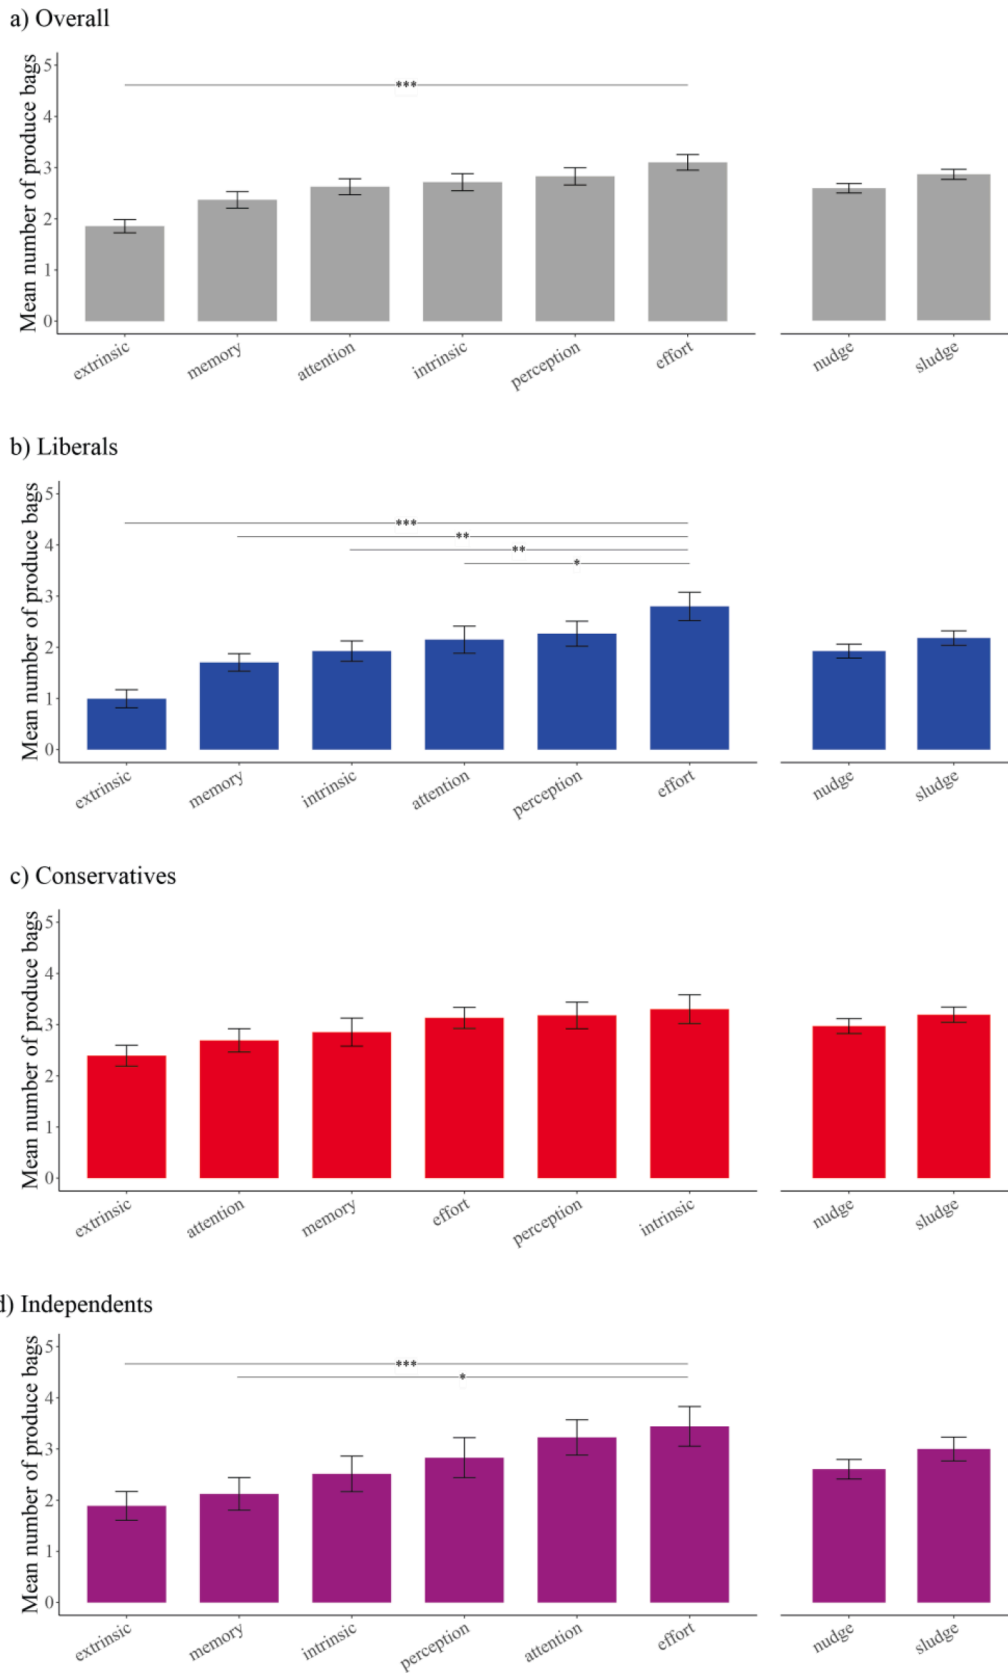 a) Overall
Mean number of produce bags
5
4
3
2
1
0
***
extrinsic
memory
attention
intrinsic
perception
effort
nudge
sludge
b) Liberals
Mean number of produce bags
5
4
3
2
1
0
***
**
**
*
extrinsic
memory
intrinsic
attention
perception
effort
nudge
sludge
c) Conservatives
Mean number of produce bags
5
4
3
2
1
0
extrinsic
attention
memory
effort
perception
intrinsic
nudge
sludge
d) Independents
Mean number of produce bags
5
4
3
2
1
0
***
*
extrinsic
memory
intrinsic
perception
attention
effort
nudge
sludge